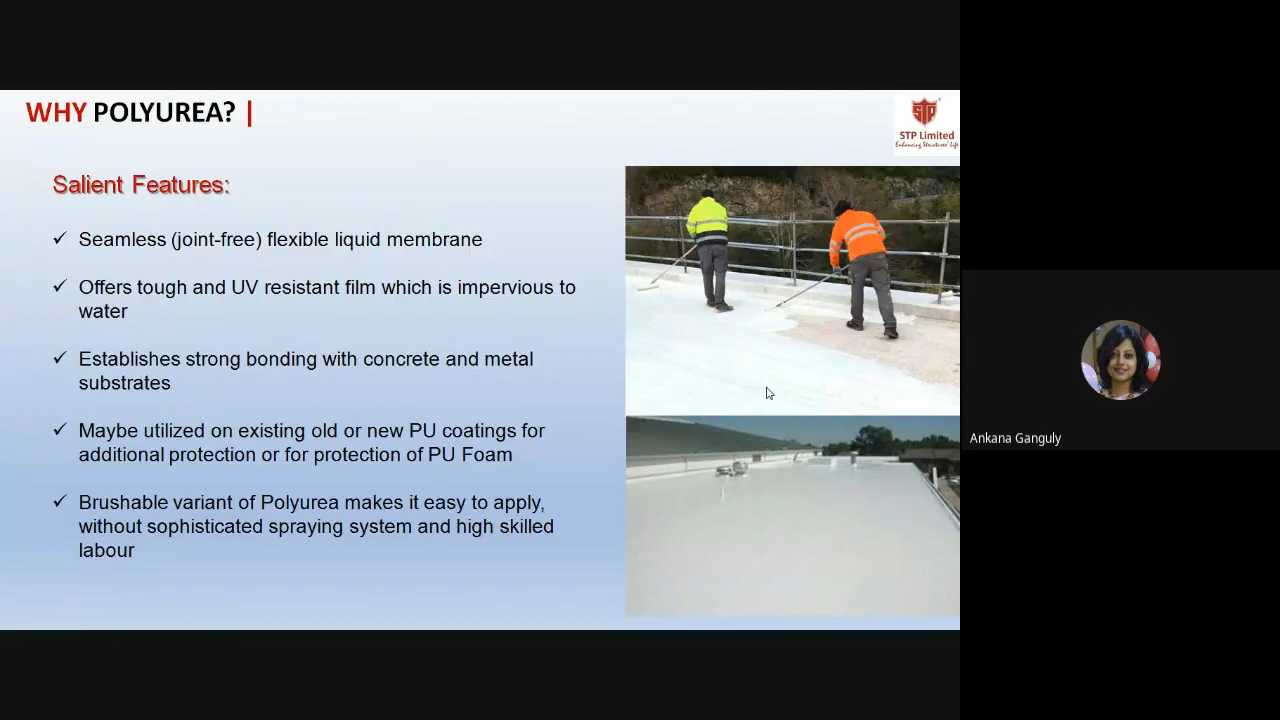 WHY POLYUREA? |
STP
STP Limited
Enhancing Structures' Life
Salient Features:
✓ Seamless (joint-free) flexible liquid membrane
✓ Offers tough and UV resistant film which is impervious to
water
✓ Establishes strong bonding with concrete and metal
substrates
✓ Maybe utilized on existing old or new PU coatings for
additional protection or for protection of PU Foam
✓ Brushable variant of Polyurea makes it easy to apply,
without sophisticated spraying system and high skilled
labour
Ankana Ganguly